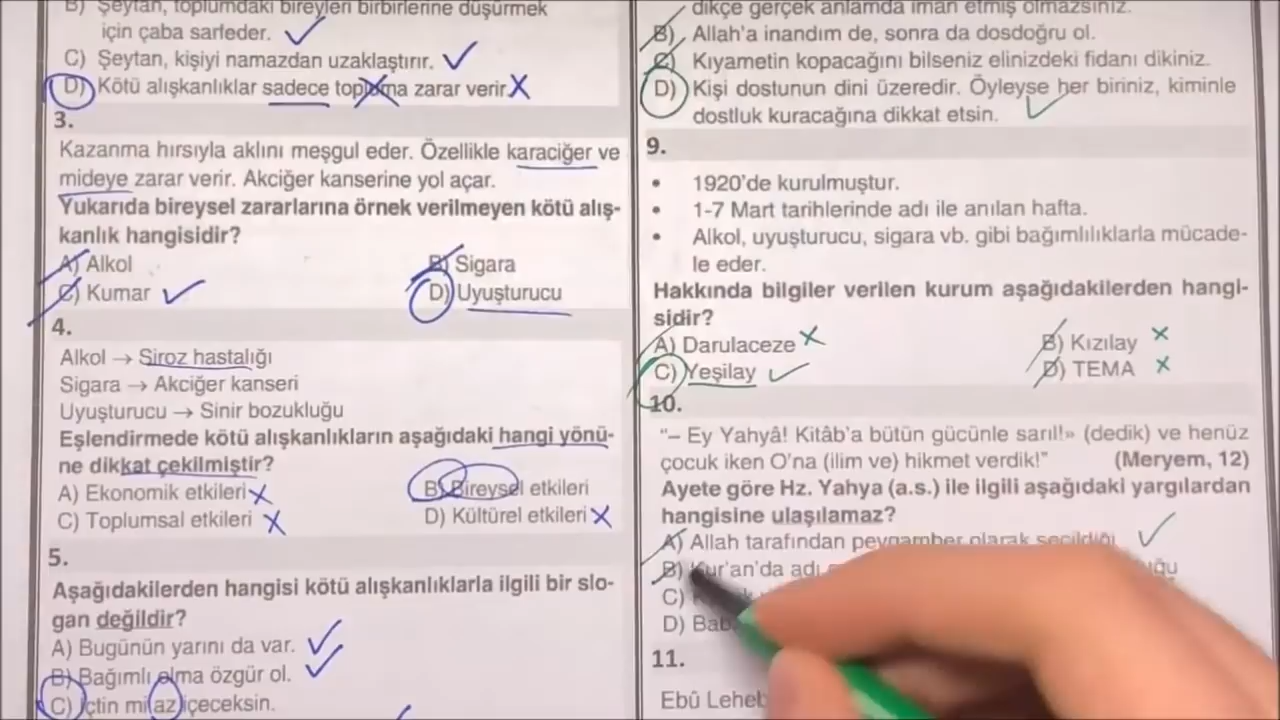 B) Şeytan, toplumdaki bireyleri birbirlerine düşürmek
için çaba sarfeder.
C) Şeytan, kişiyi namazdan uzaklaştırır.
D) Kötü alışkanlıklar sadece topluma zarar verir.
3.
Kazanma hırsıyla aklını meşgul eder. Özellikle karaciğer ve
mideye zarar verir. Akciğer kanserine yol açar.
Yukarıda bireysel zararlarına örnek verilmeyen kötü alış-
kanlık hangisidir?
A) Alkol
B) Sigara
C) Kumar
D) Uyuşturucu
4.
Alkol → Siroz hastalığı
Sigara → Akciğer kanseri
Uyuşturucu → Sinir bozukluğu
Eşlendirmede kötü alışkanlıkların aşağıdaki hangi yönü-
ne dikkat çekilmiştir?
A) Ekonomik etkileri
B) Bireysel etkileri
C) Toplumsal etkileri
D) Kültürel etkileri
5.
Aşağıdakilerden hangisi kötü alışkanlıklarla ilgili bir slo-
gan değildir?
A) Bugünün yarını da var.
B) Bağımlı olma özgür ol.
C) İçtin mi az içeceksin.
dikçe gerçek anlamda iman etmiş olmazsınız.
B) Allah'a inandım de, sonra da dosdoğru ol.
C) Kıyametin kopacağını bilseniz elinizdeki fidanı dikiniz.
D) Kişi dostunun dini üzeredir. Öyleyse her biriniz, kiminle
dostluk kuracağına dikkat etsin.
9.
• 1920'de kurulmuştur.
• 1-7 Mart tarihlerinde adı ile anılan hafta.
• Alkol, uyuşturucu, sigara vb. gibi bağımlılıklarla mücade-
le eder.
Hakkında bilgiler verilen kurum aşağıdakilerden hangi-
sidir?
A) Darulaceze
B) Kızılay
C) Yeşilay
D) TEMA
10.
"– Ey Yahyâ! Kitâb'a bütün gücünle sarıl!» (dedik) ve henüz
çocuk iken O'na (ilim ve) hikmet verdik!" (Meryem, 12)
Ayete göre Hz. Yahya (a.s.) ile ilgili aşağıdaki yargılardan
hangisine ulaşılamaz?
A) Allah tarafından peygamber olarak seçildiği
B) Kur'an'da adı
C)
D)
11.
Ebû Leheb